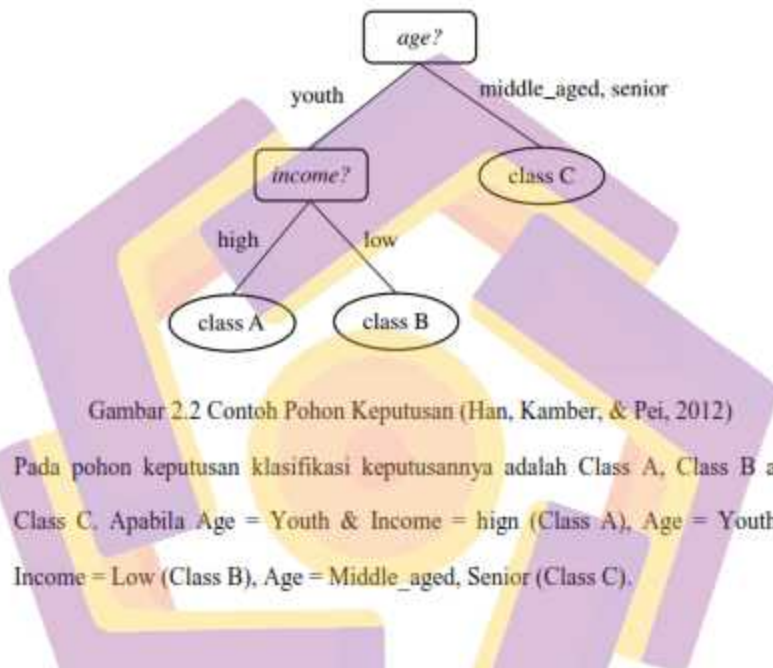 age?
youth
middle_aged, senior
income?
class C
high
low
class A
class B
Gambar 2.2 Contoh Pohon Keputusan (Han, Kamber, & Pei, 2012)
Pada pohon keputusan klasifikasi keputusannya adalah Class A, Class B
Class C. Apabila Age = Youth & Income = hign (Class A), Age = Youth
Income = Low (Class B), Age = Middle_aged, Senior (Class C).